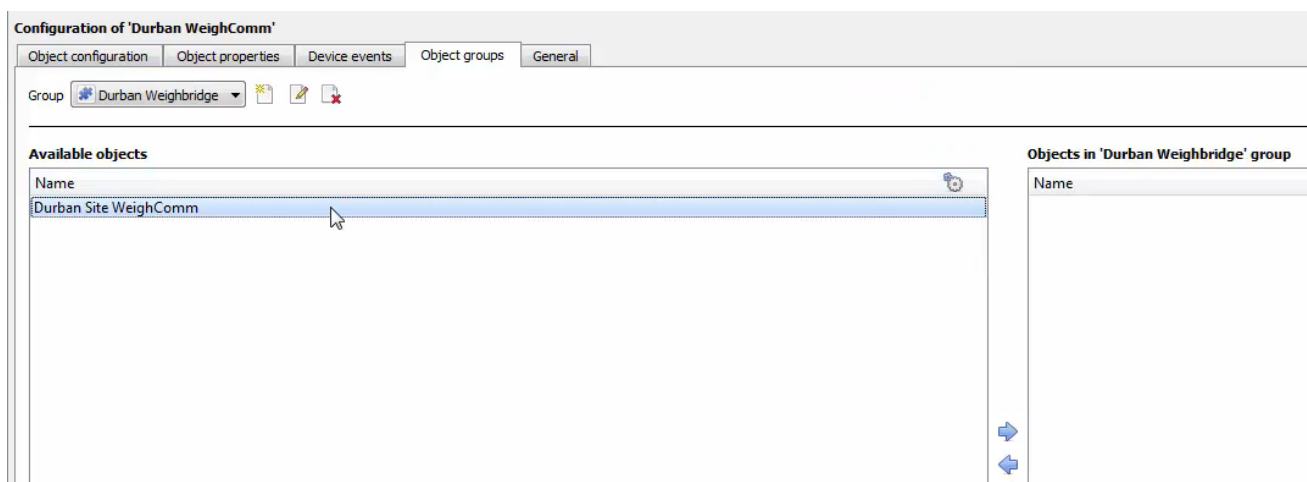 Configuration of 'Durban WeighComm'
Object configuration Object properties Device events Object groups General
Group Durban Weighbridge
Available objects Objects in 'Durban Weighbridge' group
Name Name
Durban Site WeighComm